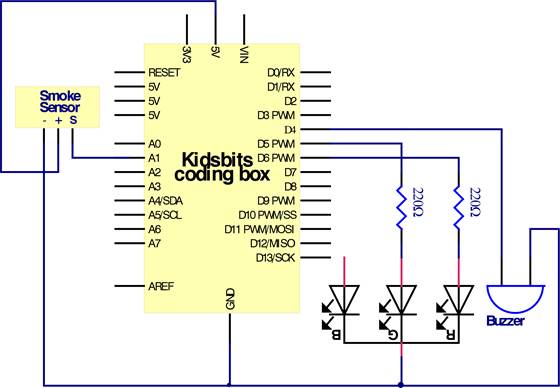 3V3
5V
VIN
RESET
5V
5V
5V
A0
A1
A2
A3
A4/SDA
A5/SCL
A6
A7
AREF
D0/RX
D1/RX
D2
D3 PWM
D4
D5 PWM
D6 PWM
D7
D8
D9 PWM
D10 PWM/SS
D11 PWM/MOSI
D12/MISO
D13/SCK
GND
Kidsbits
coding box
Smoke
Sensor
- + S
220Ω
220Ω
B
G
R
Buzzer